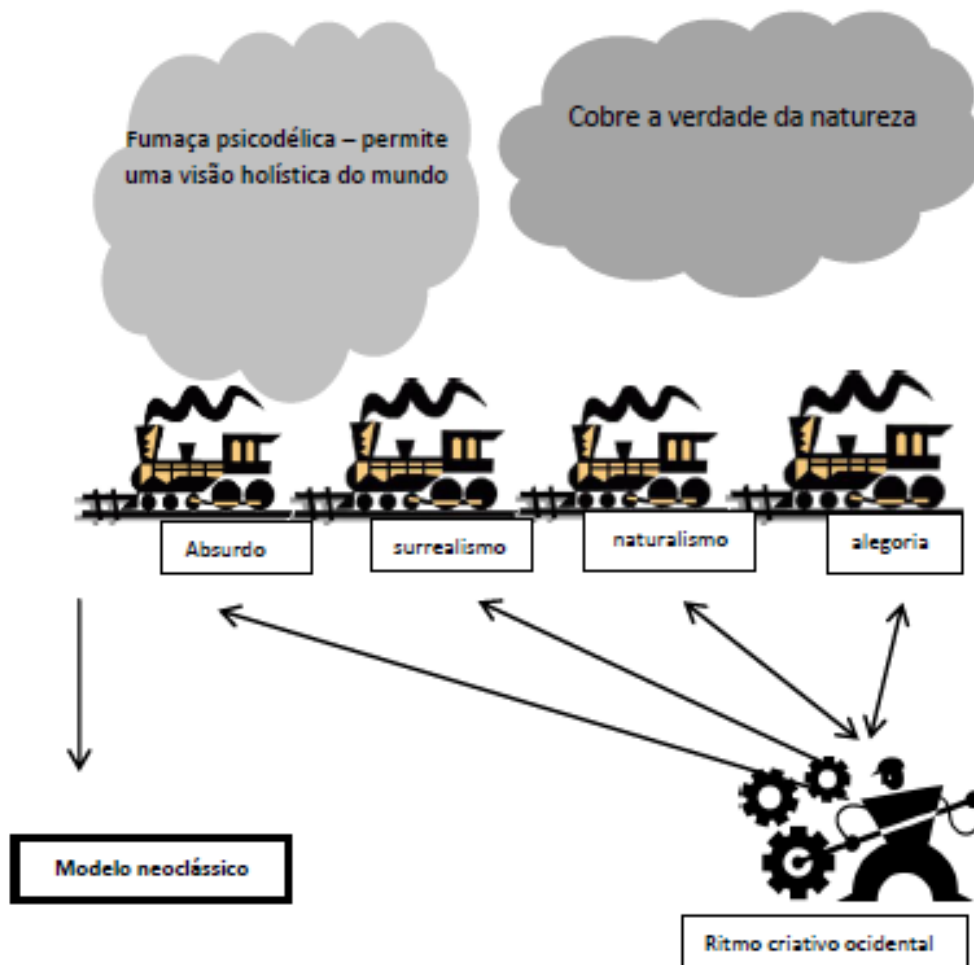 Fumaça psicodélica – permite
uma visão holística do mundo
Cobre a verdade da natureza
Absurdo
surrealismo
naturalismo
alegoria
Modelo neoclássico
Ritmo criativo ocidental